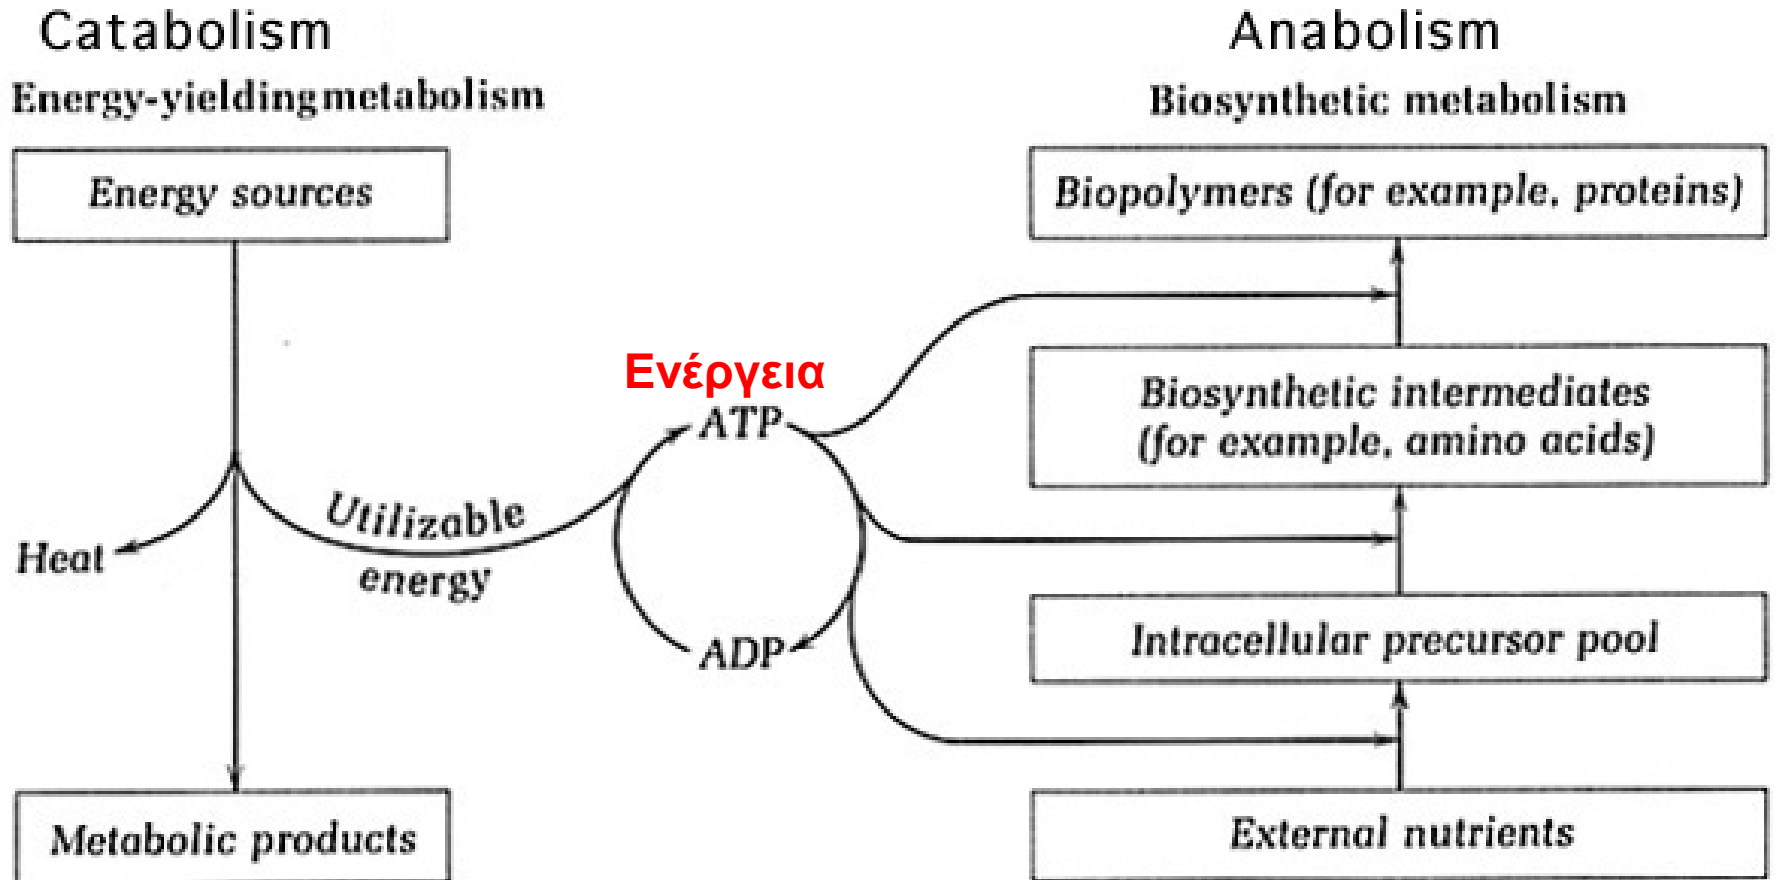 Catabolism
Energy-yielding metabolism
Energy sources
Heat
Utilizable
energy
Metabolic products
Ενέργεια
ATP
ADP
Anabolism
Biosynthetic metabolism
Biopolymers (for example, proteins)
Biosynthetic intermediates
(for example, amino acids)
Intracellular precursor pool
External nutrients